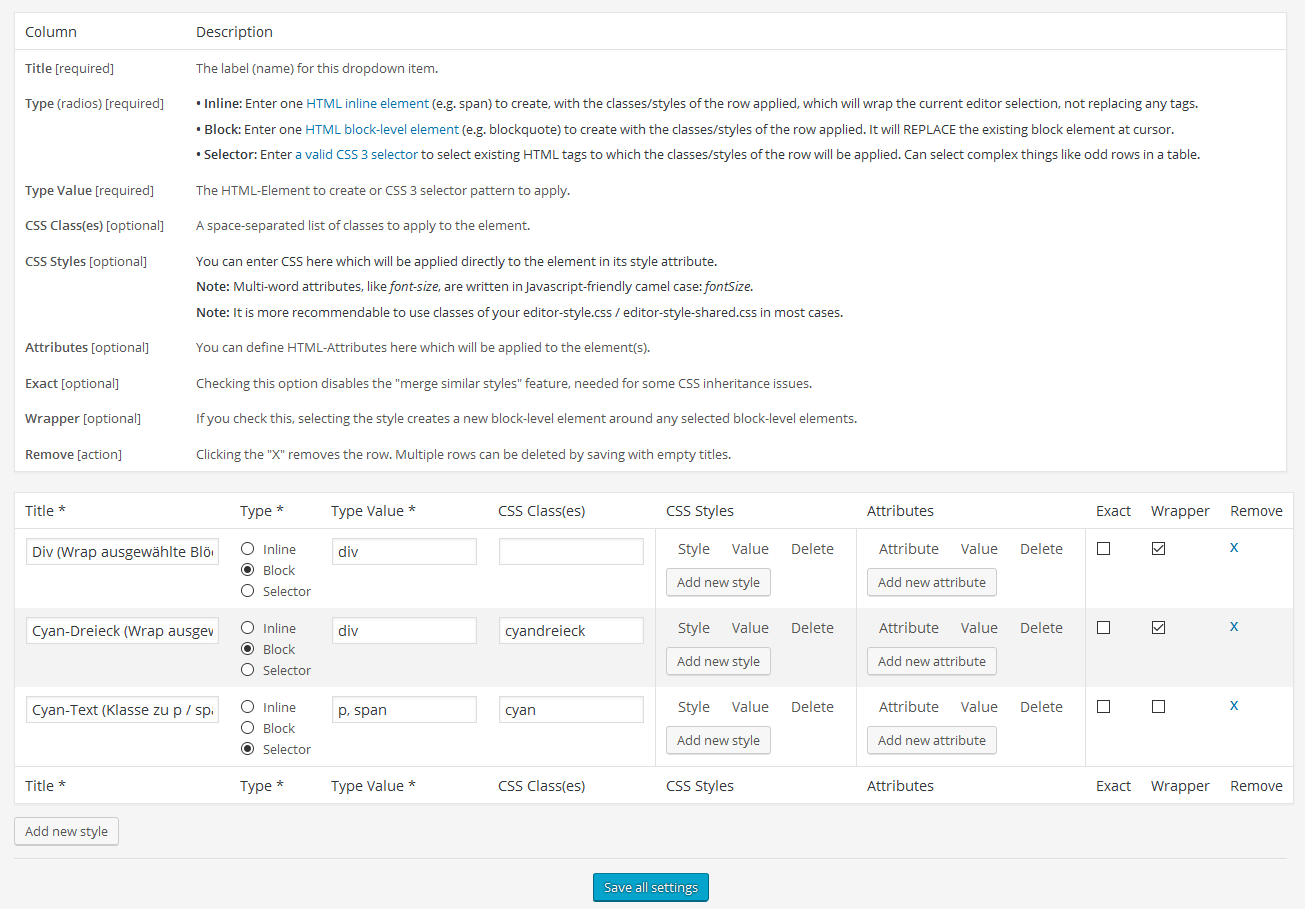 Column Description
Title [required] The label (name) for this dropdown item.
Type (radios) [required] • Inline: Enter one HTML inline element (e.g. span) to create, with the classes/styles of the row applied, which will wrap the current editor selection, not replacing any tags.
• Block: Enter one HTML block-level element (e.g. blockquote) to create with the classes/styles of the row applied. It will REPLACE the existing block element at cursor.
• Selector: Enter a valid CSS 3 selector to select existing HTML tags to which the classes/styles of the row will be applied. Can select complex things like odd rows in a table.
Type Value [required] The HTML-Element to create or CSS 3 selector pattern to apply.
CSS Class(es) [optional] A space-separated list of classes to apply to the element.
CSS Styles [optional] You can enter CSS here which will be applied directly to the element in its style attribute.
Note: Multi-word attributes, like font-size, are written in Javascript-friendly camel case: fontSize.
Note: It is more recommendable to use classes of your editor-style.css / editor-style-shared.css in most cases.
Attributes [optional] You can define HTML-Attributes here which will be applied to the element(s).
Exact [optional] Checking this option disables the "merge similar styles" feature, needed for some CSS inheritance issues.
Wrapper [optional] If you check this, selecting the style creates a new block-level element around any selected block-level elements.
Remove [action] Clicking the "X" removes the row. Multiple rows can be deleted by saving with empty titles.
Title * Type * Type Value * CSS Class(es) CSS Styles Attributes Exact Wrapper Remove
Div (Wrap ausgewählte Blö Inline div Style Value Delete Attribute Value Delete X
Block
Add new style Add new attribute
Selector
Cyan-Dreieck (Wrap ausgew Inline div cyandreieck Style Value Delete Attribute Value Delete X
Block
Add new style Add new attribute
Selector
Cyan-Text (Klasse zu p / spa Inline p, span cyan Style Value Delete Attribute Value Delete X
Block
Add new style Add new attribute
Selector
Title * Type * Type Value * CSS Class(es) CSS Styles Attributes Exact Wrapper Remove
Add new style
Save all settings